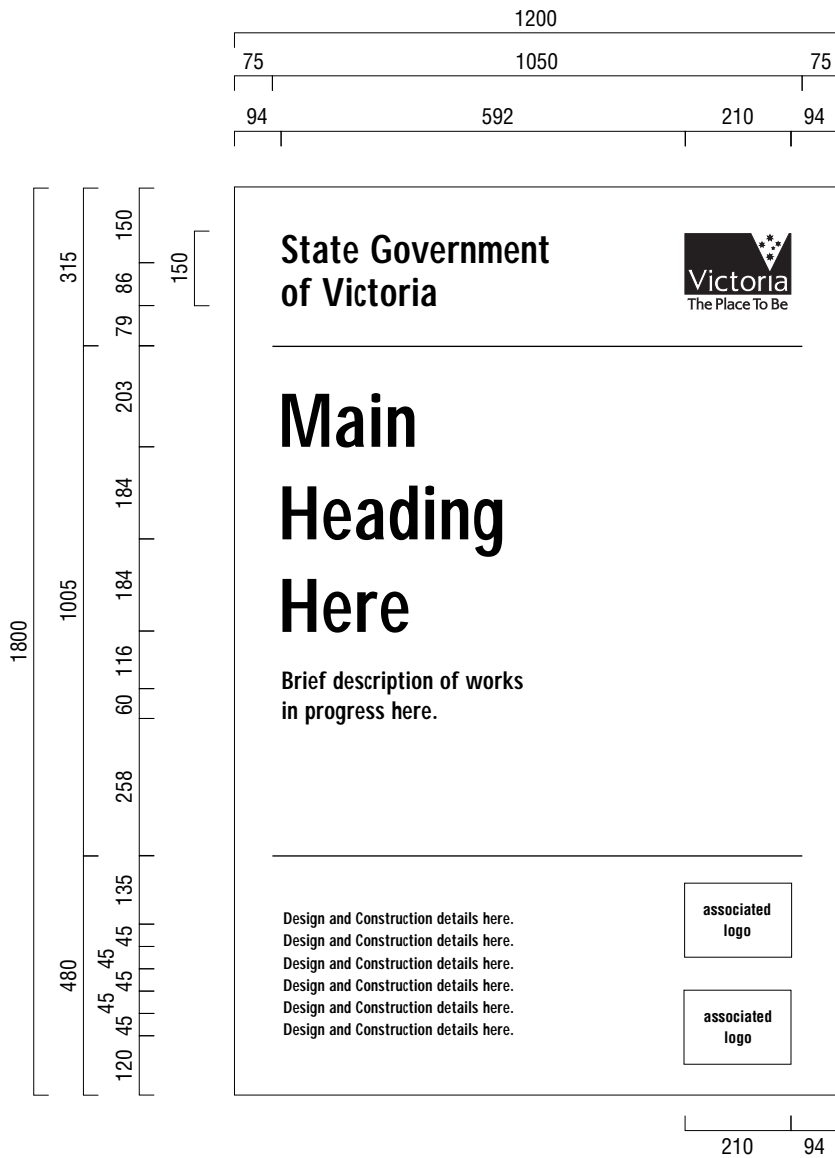 1200
75 1050 75
94 592 210 94
1800
315
1005
480
150
86
79
203
184
184
116
60
258
135
45
45
45
45
45
120
150
State Government
of Victoria
Victoria
The Place To Be
Main
Heading
Here
Brief description of works
in progress here.
Design and Construction details here.
Design and Construction details here.
Design and Construction details here.
Design and Construction details here.
Design and Construction details here.
Design and Construction details here.
associated
logo
associated
logo
210 94